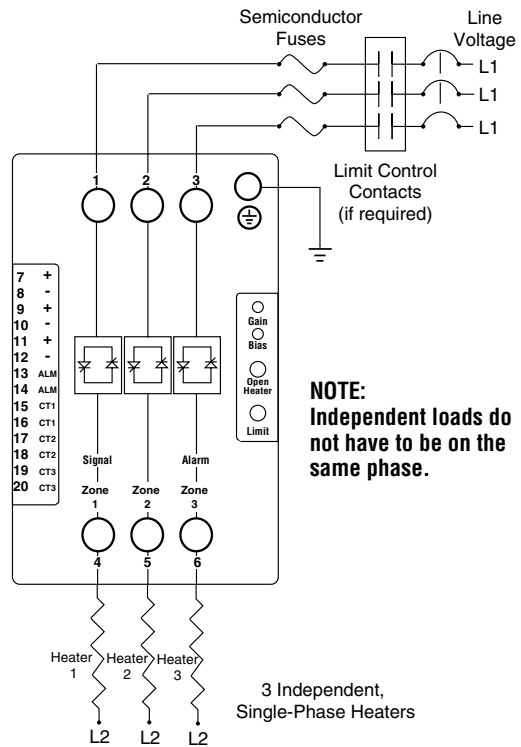 Semiconductor
Fuses
Line
Voltage
L1
L1
L1
Limit Control
Contacts
(if required)
1 2 3
7 +
8 -
9 +
10 -
11 +
12 -
13 ALM
14 ALM
15 CT1
16 CT1
17 CT2
18 CT2
19 CT3
20 CT3
Gain
Bias
Open
Heater
Limit
Signal Alarm
Zone Zone Zone
1 2 3
4 5 6
NOTE:
Independent loads do
not have to be on the
same phase.
Heater Heater Heater
1 2 3
L2 L2 L2
3 Independent,
Single-Phase Heaters